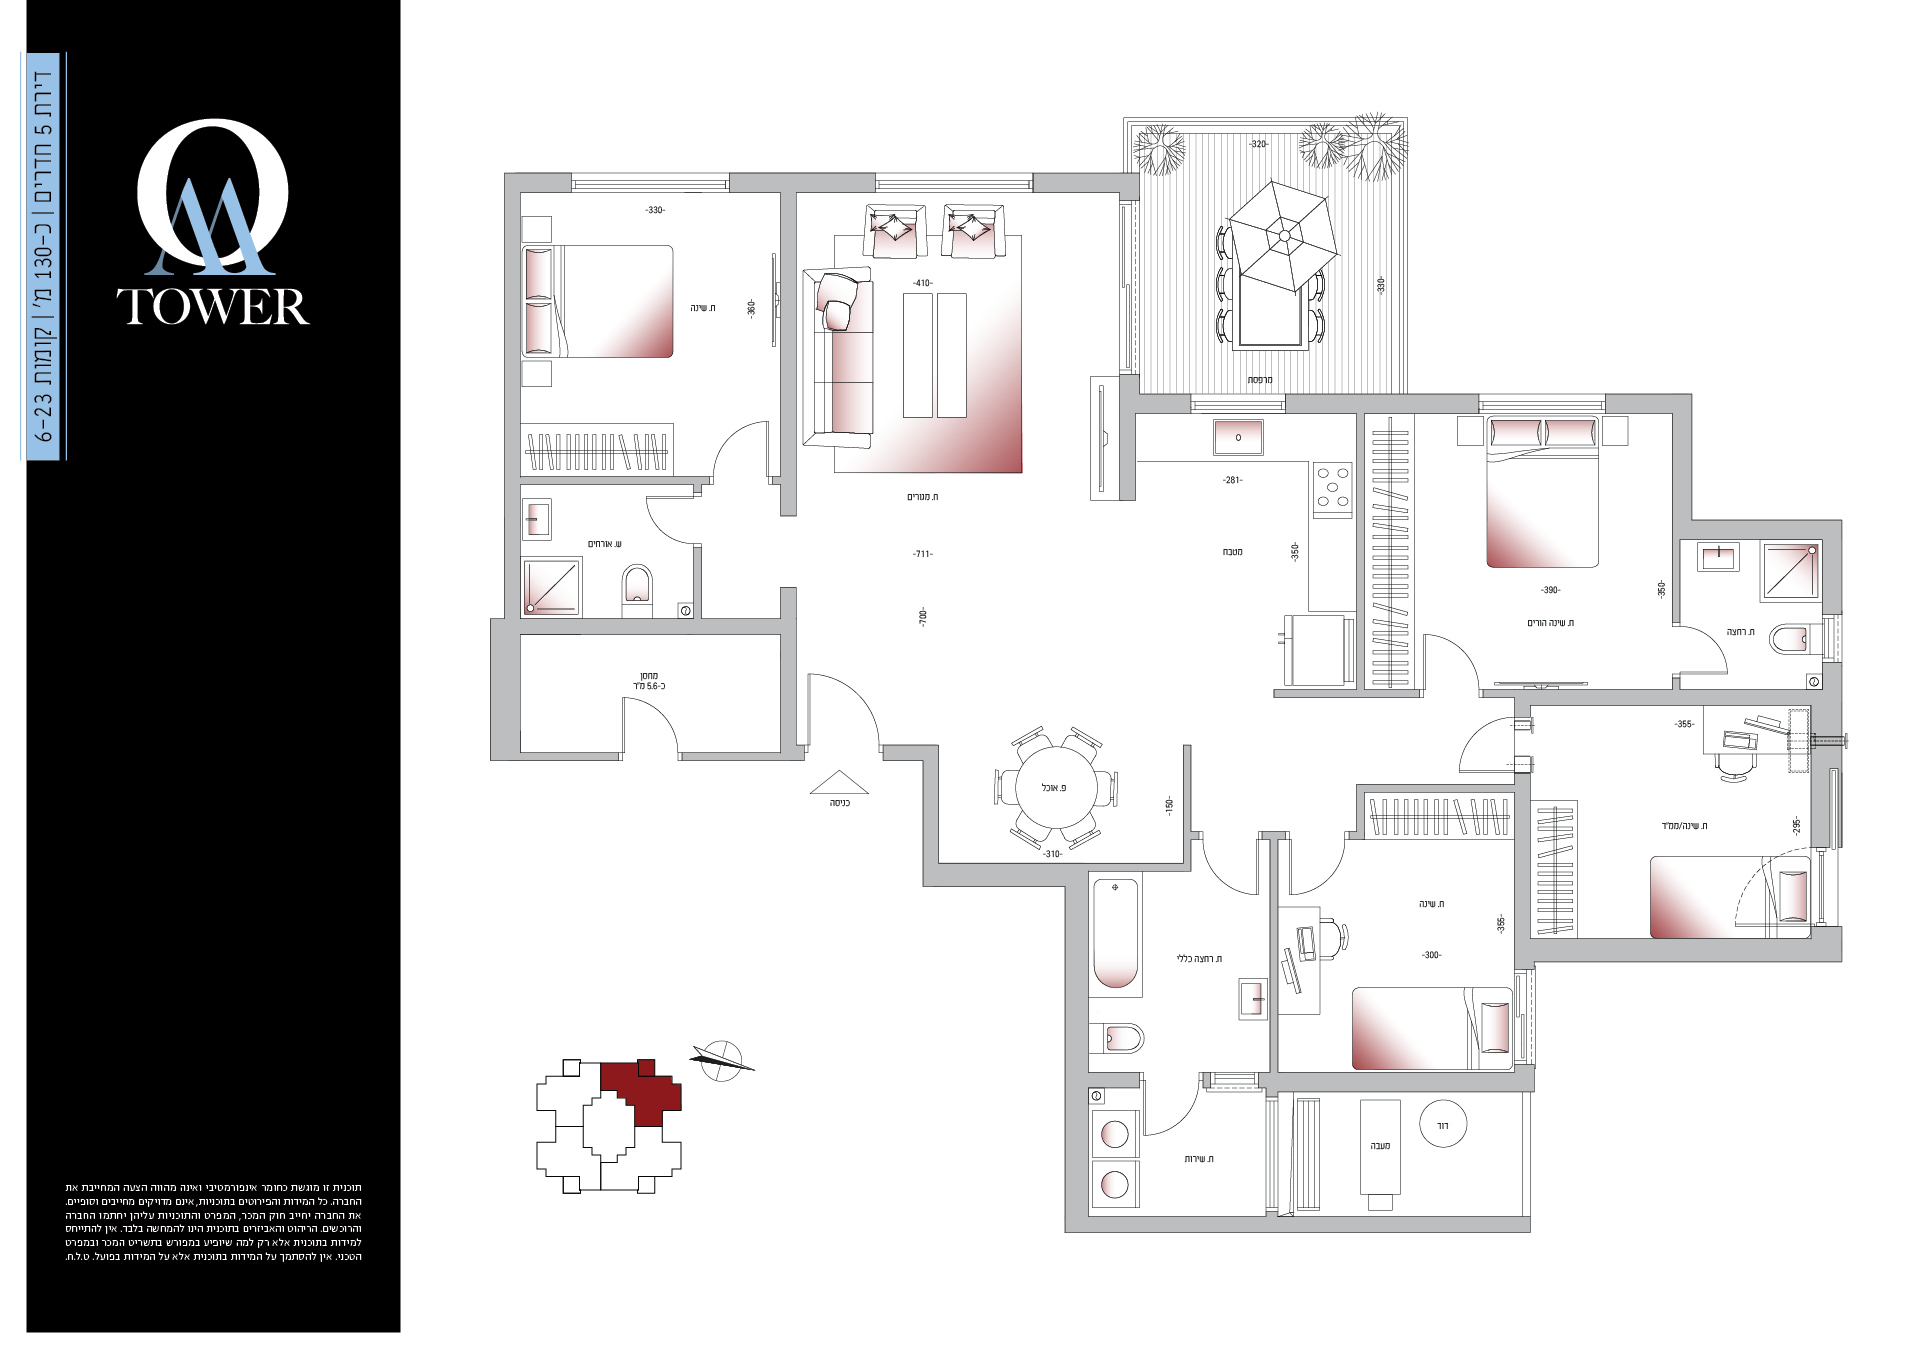 דירת 5 חדרים | כ-130 מ' | קומות 6-23
TOWER
תוכנית זו מוגשת כחומר אינפורמטיבי ואינה מהווה הצעה המחייבת את
החברה. כל המידות והפירוטים בתוכניות, אינם מדויקים מחייבים וסופיים.
את החברה יחייב חוק המכר, המפרט והתוכניות עליהן יחתמו החברה
והרוכשים. הריהוט והאביזרים בתוכנית הינו להמחשה בלבד. אין להתייחס
למידות בתוכנית אלא רק למה שיופיע במפורש בתשריט המכר ובמפרט
הטכני. אין להסתמך על המידות בתוכנית אלא על המידות בפועל. ט.ל.ח.
-320-
-330-
מרפסת
-330-
ח. שינה
-360-
-410-
ח. מגורים
-711-
-700-
-281-
מטבח
-350-
-390-
ח. שינה הורים
-350-
ח. רחצה
ש. אורחים
מחסן
כ-5.6 מ"ר
כניסה
פ. אוכל
-310-
-150-
-355-
ח. שינה/ממ"ד
-295-
ח. שינה
-300-
-355-
ח. רחצה כללי
ח. שירות
מעבה
דוד